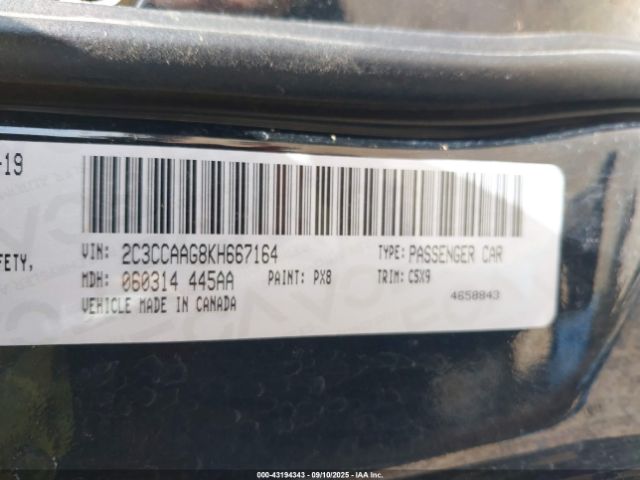 -19
VIN: 2C3CCAAG8KH667164 TYPE: PASSENGER CAR
FETY,
MDH: 060314 445AA PAINT: PX8 TRIM: C5X9
VEHICLE MADE IN CANADA
4658843
000-43194343 - 09/10/2025 - IAA Inc.